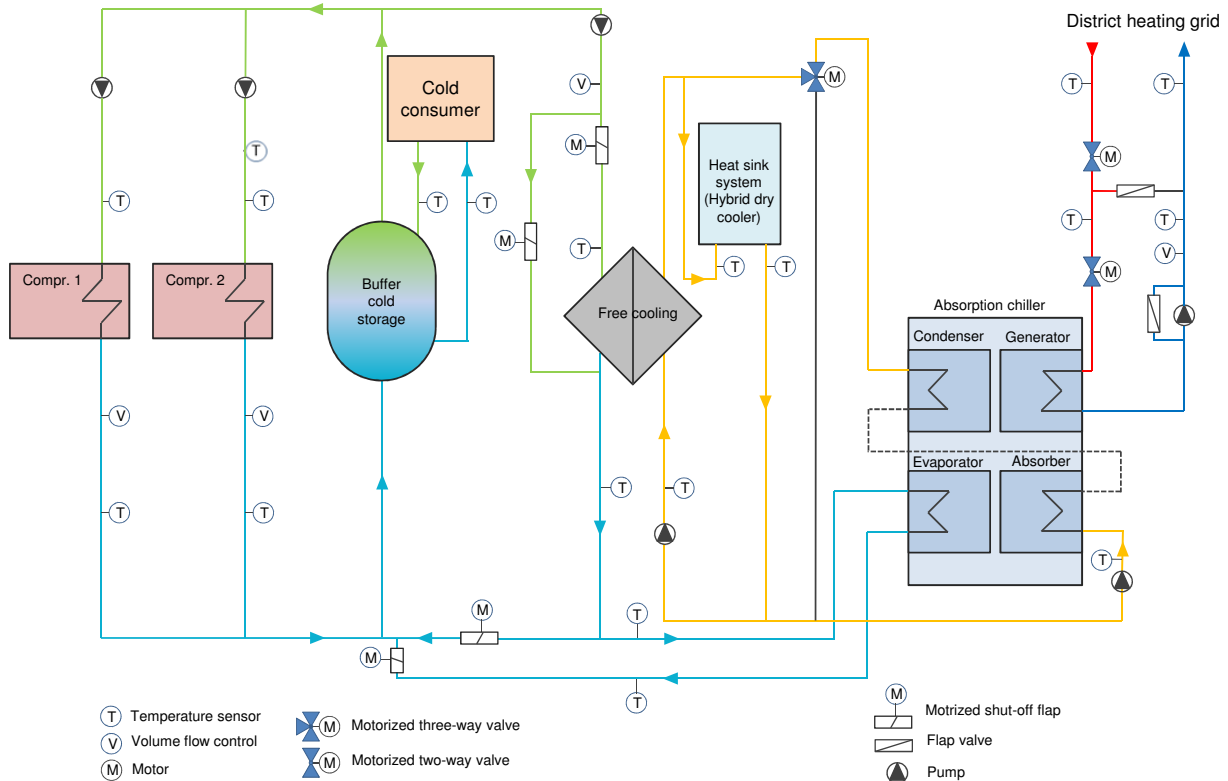 District heating grid
V
M
T
T
Cold
consumer
M
T
M
T
Heat sink
system
(Hybrid dry
cooler)
T
T
T
T
T
T
T
M
V
M
T
T
T
Compr. 1
Compr. 2
Buffer
cold
storage
Free cooling
Absorption chiller
Condenser
Generator
V
V
Evaporator
Absorber
T
T
T
T
T
M
T
M
T
T
Temperature sensor
V
Volume flow control
M
Motor
M
Motorized three-way valve
M
Motorized two-way valve
M
Motrized shut-off flap
Flap valve
Pump